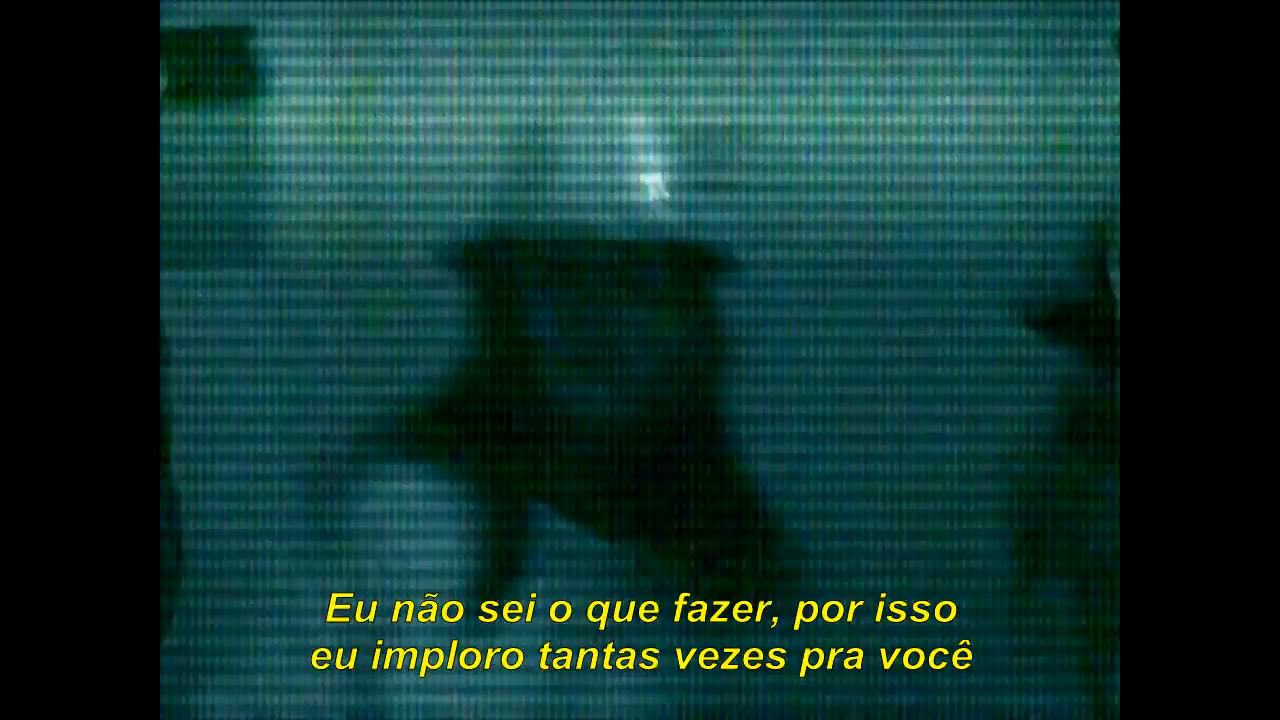 Eu não sei o que fazer, por isso
eu imploro tantas vezes pra você